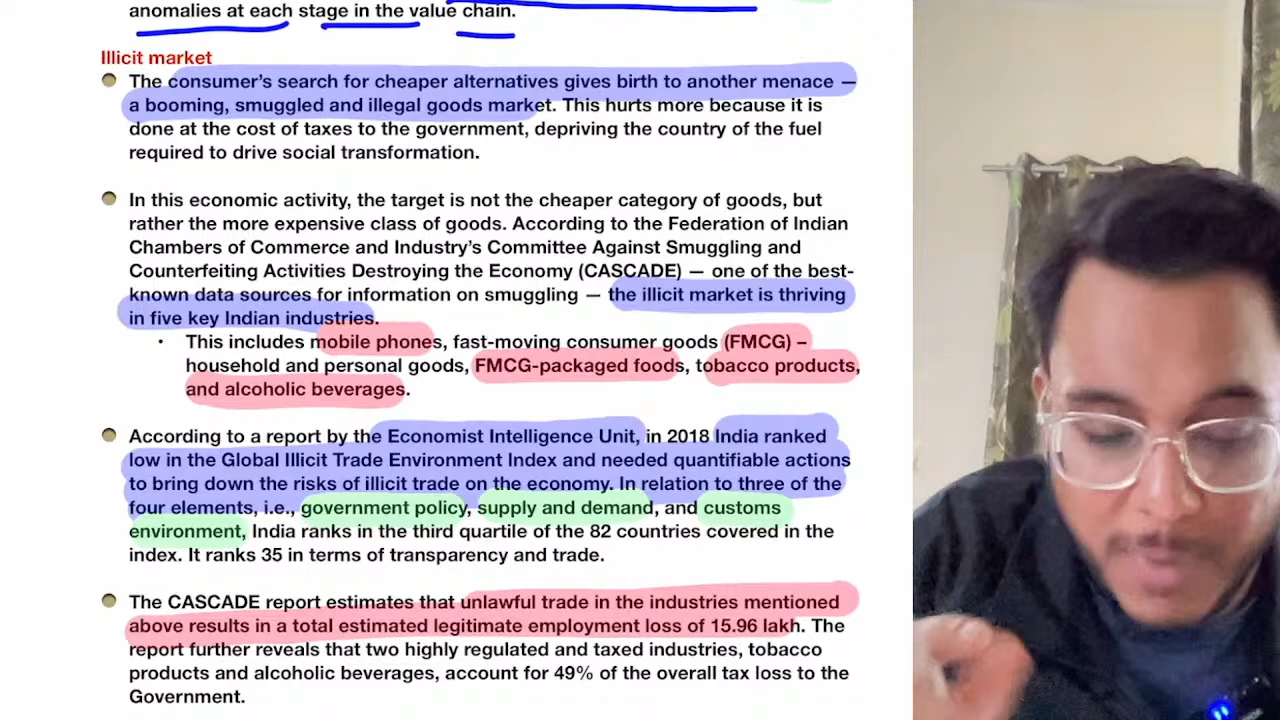 anomalies at each stage in the value chain.
Illicit market
The consumer's search for cheaper alternatives gives birth to another menace —
a booming, smuggled and illegal goods market. This hurts more because it is
done at the cost of taxes to the government, depriving the country of the fuel
required to drive social transformation.
In this economic activity, the target is not the cheaper category of goods, but
rather the more expensive class of goods. According to the Federation of Indian
Chambers of Commerce and Industry's Committee Against Smuggling and
Counterfeiting Activities Destroying the Economy (CASCADE) — one of the best-
known data sources for information on smuggling — the illicit market is thriving
in five key Indian industries.
• This includes mobile phones, fast-moving consumer goods (FMCG) –
household and personal goods, FMCG-packaged foods, tobacco products,
and alcoholic beverages.
According to a report by the Economist Intelligence Unit, in 2018 India ranked
low in the Global Illicit Trade Environment Index and needed quantifiable actions
to bring down the risks of illicit trade on the economy. In relation to three of the
four elements, i.e., government policy, supply and demand, and customs
environment, India ranks in the third quartile of the 82 countries covered in the
index. It ranks 35 in terms of transparency and trade.
The CASCADE report estimates that unlawful trade in the industries mentioned
above results in a total estimated legitimate employment loss of 15.96 lakh. The
report further reveals that two highly regulated and taxed industries, tobacco
products and alcoholic beverages, account for 49% of the overall tax loss to the
Government.